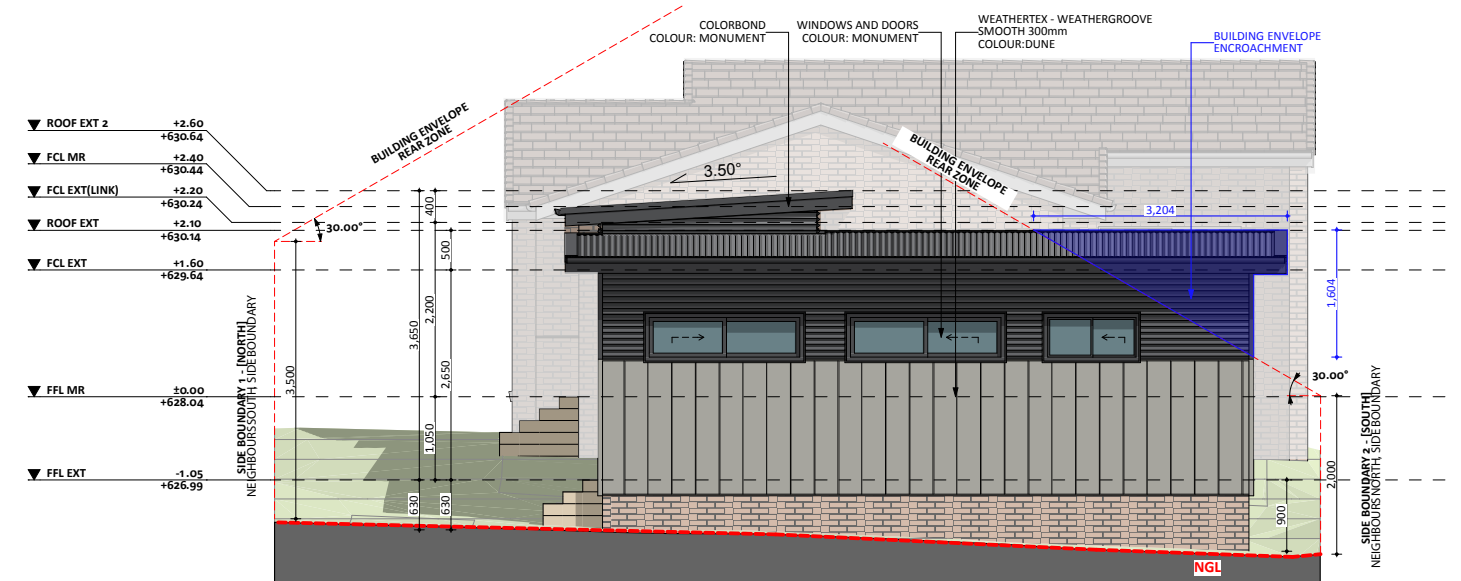 COLORBOND
COLOUR: MONUMENT
WINDOWS AND DOORS
COLOUR: MONUMENT
WEATHERTEX - WEATHERGROOVE
SMOOTH 300mm
COLOUR:DUNE
BUILDING ENVELOPE
ENCROACHMENT
BUILDING ENVELOPE
REAR ZONE
BUILDING ENVELOPE
REAR ZONE
ROOF EXT 2 +2.60
+630.64
FCL MR +2.40
+630.44
FCL EXT(LINK) +2.20
+630.24
ROOF EXT +2.10
+630.14
FCL EXT +1.60
+629.64
FFL MR ±0.00
+628.04
FFL EXT -1.05
+626.99
3.50°
30.00°
30.00°
3,204
1,604
400
500
2,200
3,650
2,650
3,500
1,050
630
630
2,000
900
SIDE BOUNDARY 1 - [NORTH]
NEIGHBOURS SOUTH, SIDE BOUNDARY
SIDE BOUNDARY 2 - [SOUTH]
NEIGHBOURS NORTH, SIDE BOUNDARY
NGL